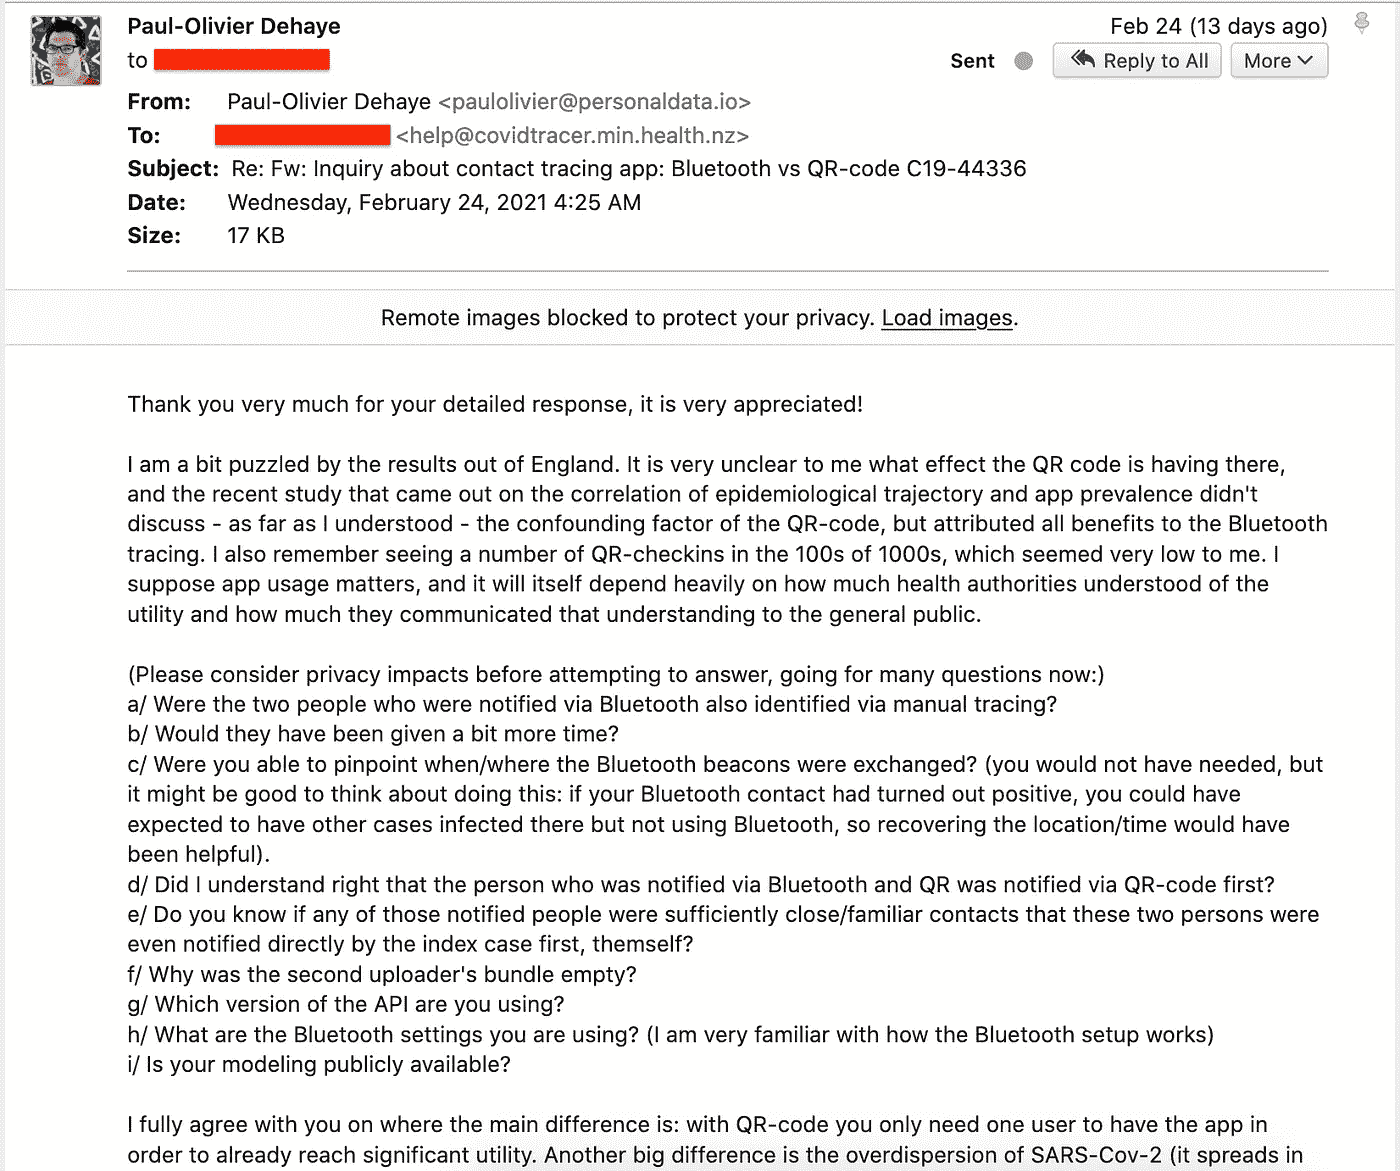 Paul-Olivier Dehaye
Feb 24 (13 days ago)
to
Sent
Reply to All
More
From: Paul-Olivier Dehaye <paulolivier@personaldata.io>
To: <help@covidtracer.min.health.nz>
Subject: Re: Fw: Inquiry about contact tracing app: Bluetooth vs QR-code C19-44336
Date: Wednesday, February 24, 2021 4:25 AM
Size: 17 KB
Remote images blocked to protect your privacy. Load images.
Thank you very much for your detailed response, it is very appreciated!
I am a bit puzzled by the results out of England. It is very unclear to me what effect the QR code is having there,
and the recent study that came out on the correlation of epidemiological trajectory and app prevalence didn't
discuss - as far as I understood - the confounding factor of the QR-code, but attributed all benefits to the Bluetooth
tracing. I also remember seeing a number of QR-checkins in the 100s of 1000s, which seemed very low to me. I
suppose app usage matters, and it will itself depend heavily on how much health authorities understood of the
utility and how much they communicated that understanding to the general public.
(Please consider privacy impacts before attempting to answer, going for many questions now:)
a/ Were the two people who were notified via Bluetooth also identified via manual tracing?
b/ Would they have been given a bit more time?
c/ Were you able to pinpoint when/where the Bluetooth beacons were exchanged? (you would not have needed, but
it might be good to think about doing this: if your Bluetooth contact had turned out positive, you could have
expected to have other cases infected there but not using Bluetooth, so recovering the location/time would have
been helpful).
d/ Did I understand right that the person who was notified via Bluetooth and QR was notified via QR-code first?
e/ Do you know if any of those notified people were sufficiently close/familiar contacts that these two persons were
even notified directly by the index case first, themself?
f/ Why was the second uploader's bundle empty?
g/ Which version of the API are you using?
h/ What are the Bluetooth settings you are using? (I am very familiar with how the Bluetooth setup works)
i/ Is your modeling publicly available?
I fully agree with you on where the main difference is: with QR-code you only need one user to have the app in
order to already reach significant utility. Another big difference is the overdispersion of SARS-Cov-2 (it spreads in